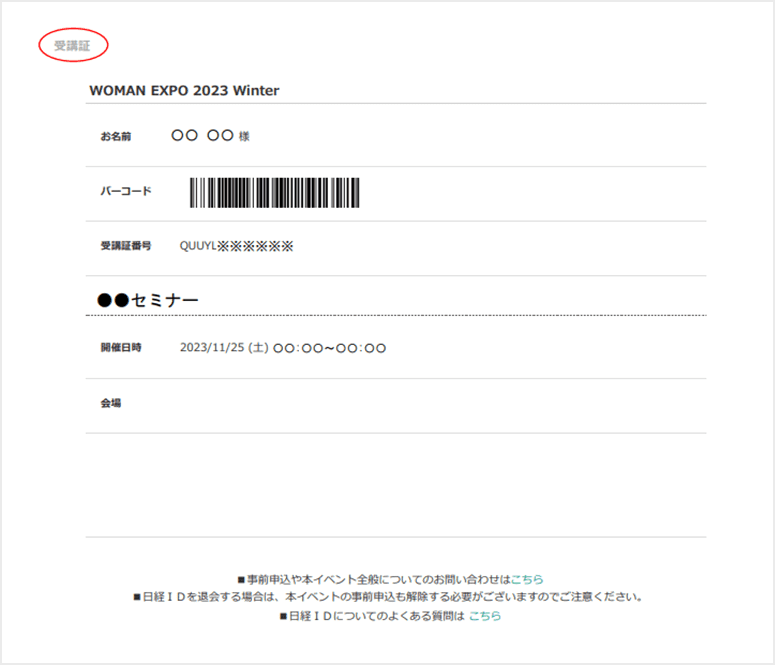 受講証
WOMAN EXPO 2023 Winter
お名前 〇〇 〇〇 様
バーコード
受講証番号 QUUYL※※※※※※
●●セミナー
開催日時 2023/11/25 (土) 〇〇:〇〇~〇〇:〇〇
会場
■事前申込や本イベント全般についてのお問い合わせはこちら
■日経ＩＤを退会する場合は、本イベントの事前申込も解除する必要がございますのでご注意ください。
■日経ＩＤについてのよくある質問は こちら